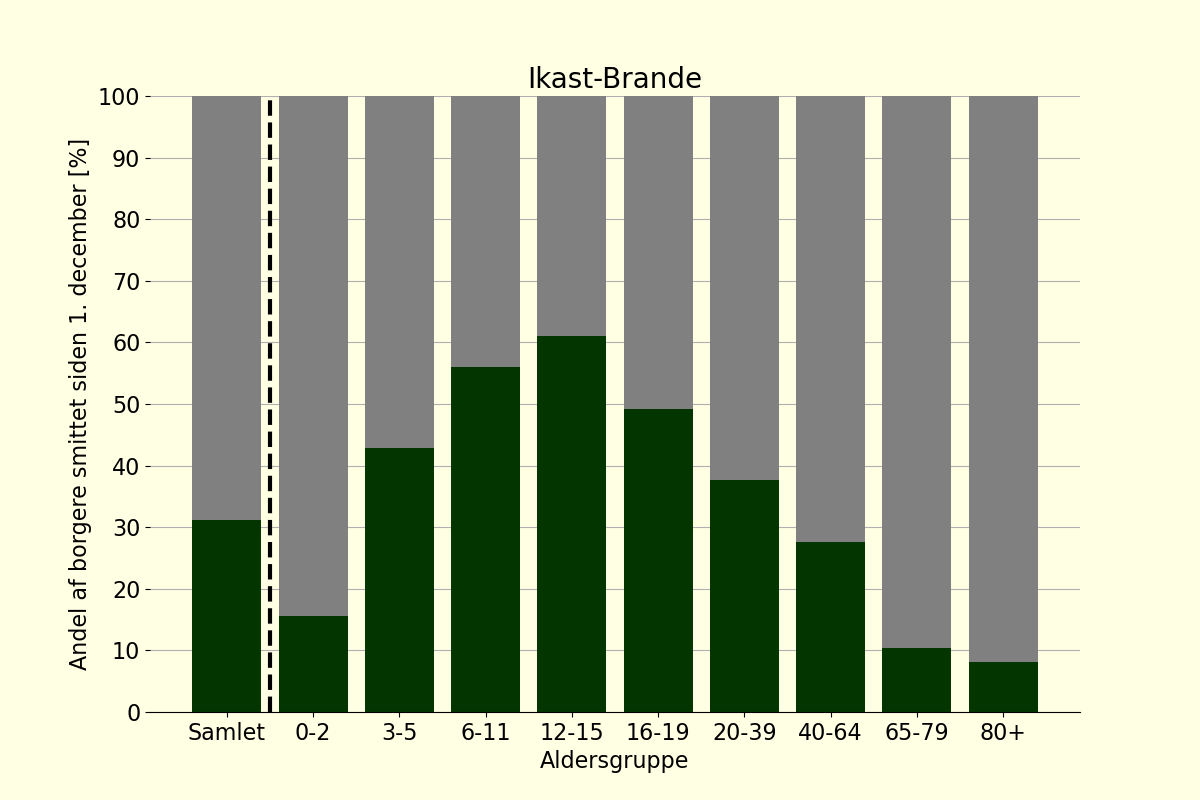 Ikast-Brande
Andel af borgere smittet siden 1. december [%]
100
90
80
70
60
50
40
30
20
10
0
Samlet 0-2 3-5 6-11 12-15 16-19 20-39 40-64 65-79 80+
Aldersgruppe